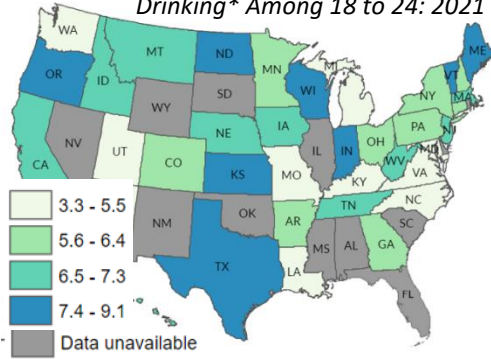 Drinking* Among 18 to 24: 2021
WA
MT
ND
MN
ME
OR
ID
SD
WI
MI
VT
NY
MA
WY
NE
IA
PA
NJ
NV
UT
CO
IL
IN
OH
WV
MD
VA
CA
KS
MO
KY
NC
TN
NM
OK
AR
SC
TX
LA
MS
AL
GA
FL
3.3 - 5.5
5.6 - 6.4
6.5 - 7.3
7.4 - 9.1
Data unavailable